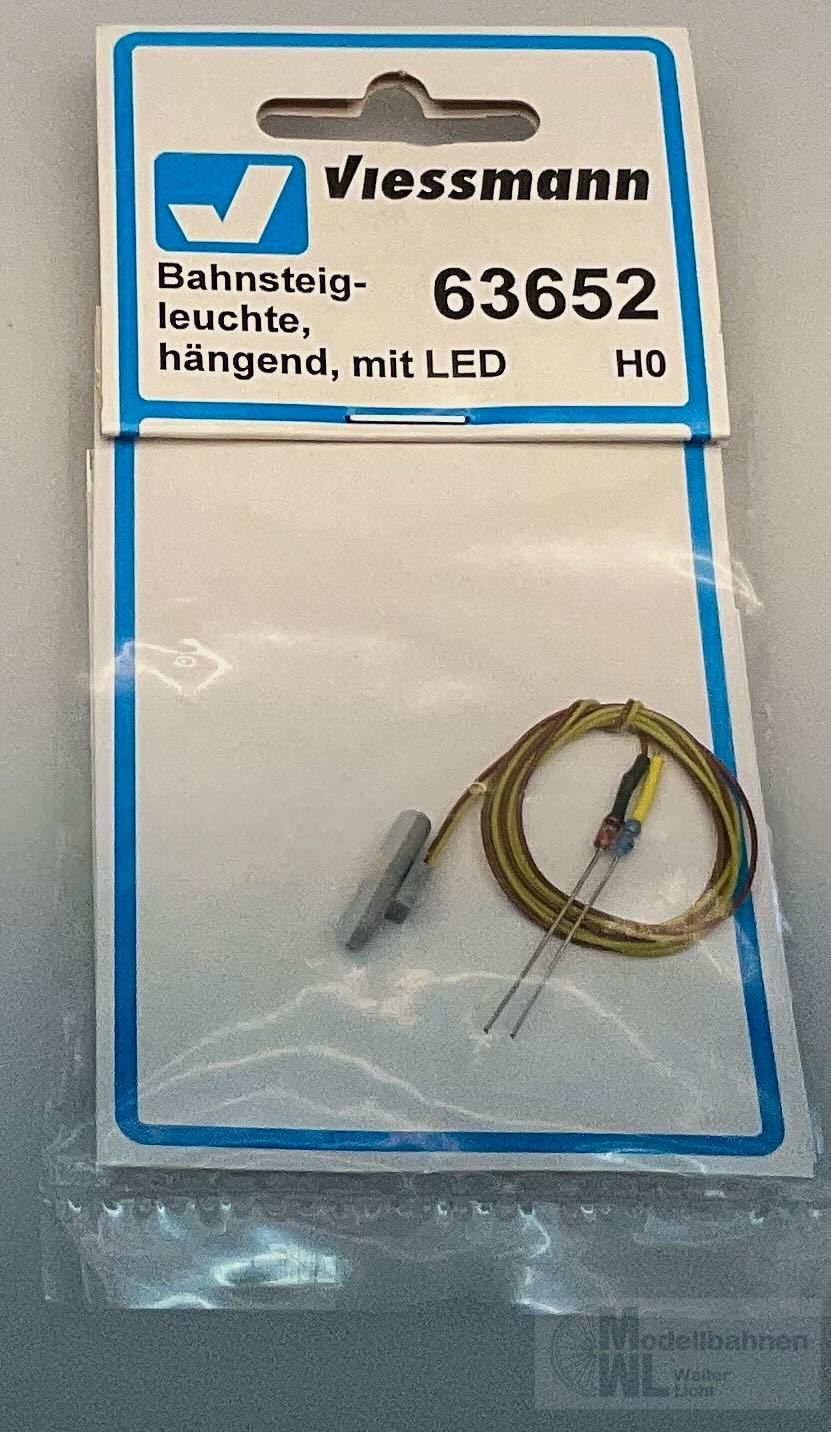 Viessmann
Bahnsteig-
leuchte,
hängend, mit LED
63652
H0
Modellbahnen
WL Walter
Licht